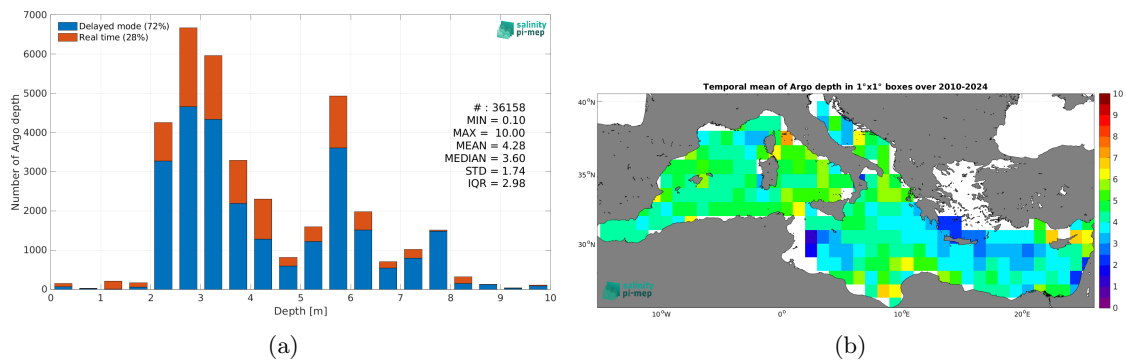 Delayed mode (72%)
Real time (28%)
salinity
pi-mep
# : 36158
MIN = 0.10
MAX = 10.00
MEAN = 4.28
MEDIAN = 3.60
STD = 1.74
IQR = 2.98
Number of Argo depth
7000
6000
5000
4000
3000
2000
1000
0
0 1 2 3 4 5 6 7 8 9 10
Depth [m]
(a)
Temporal mean of Argo depth in 1°x1° boxes over 2010-2024
40°N
35°N
30°N
10°W 0° 10°E 20°E
10
9
8
7
6
5
4
3
2
1
0
salinity
pi-mep
(b)